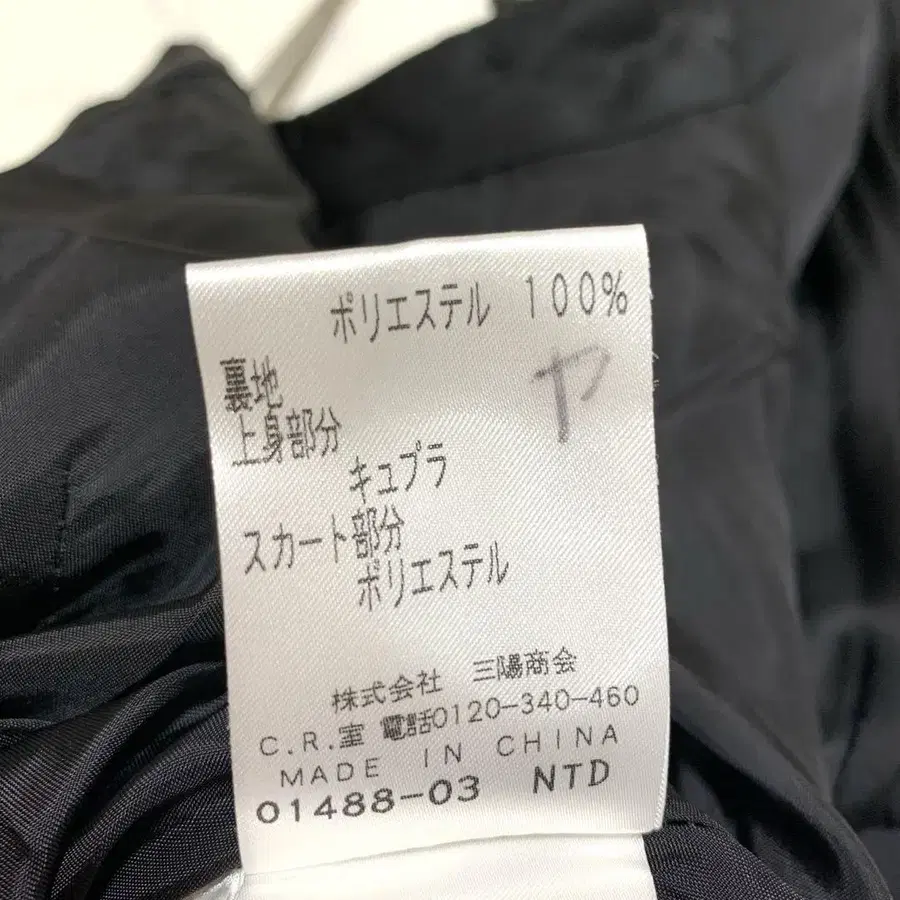 ポリエステル 100%
ヤ
裏地
上身部分
キュプラ
スカート部分
ポリエステル
株式会社 三陽商会
C.R.室 電話0120-340-460
MADE IN CHINA
01488-03 NTD